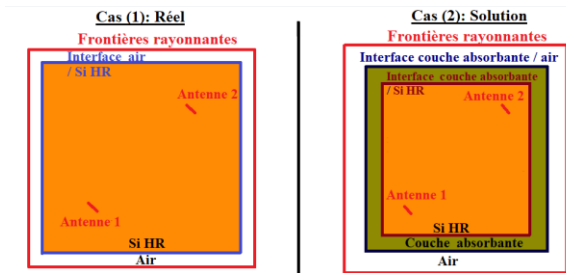 Cas (1): Réel
Frontières rayonnantes
Interface air
/ Si HR
Antenne 2
Antenne 1
Si HR
Air
Cas (2): Solution
Frontières rayonnantes
Interface couche absorbante / air
Interface couche absorbante
/ Si HR
Antenne 2
Antenne 1
Si HR
Couche absorbante
Air